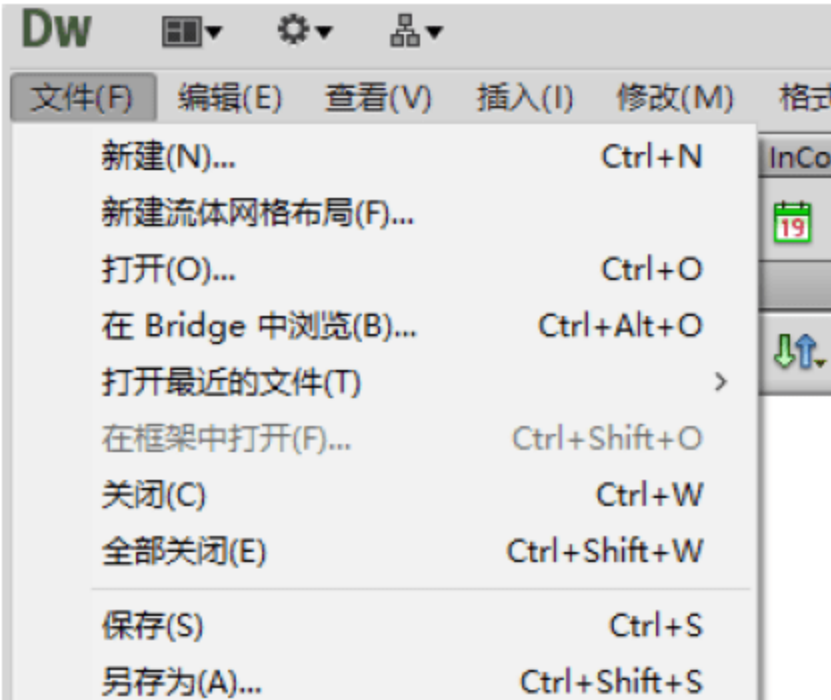 Dw
文件(F) 编辑(E) 查看(V) 插入(I) 修改(M) 格式
新建(N)... Ctrl+N
InCo
新建流体网格布局(F)...
19
打开(O)... Ctrl+O
在 Bridge 中浏览(B)... Ctrl+Alt+O
打开最近的文件(T)
在框架中打开(F)... Ctrl+Shift+O
关闭(C) Ctrl+W
全部关闭(E) Ctrl+Shift+W
保存(S) Ctrl+S
另存为(A)... Ctrl+Shift+S